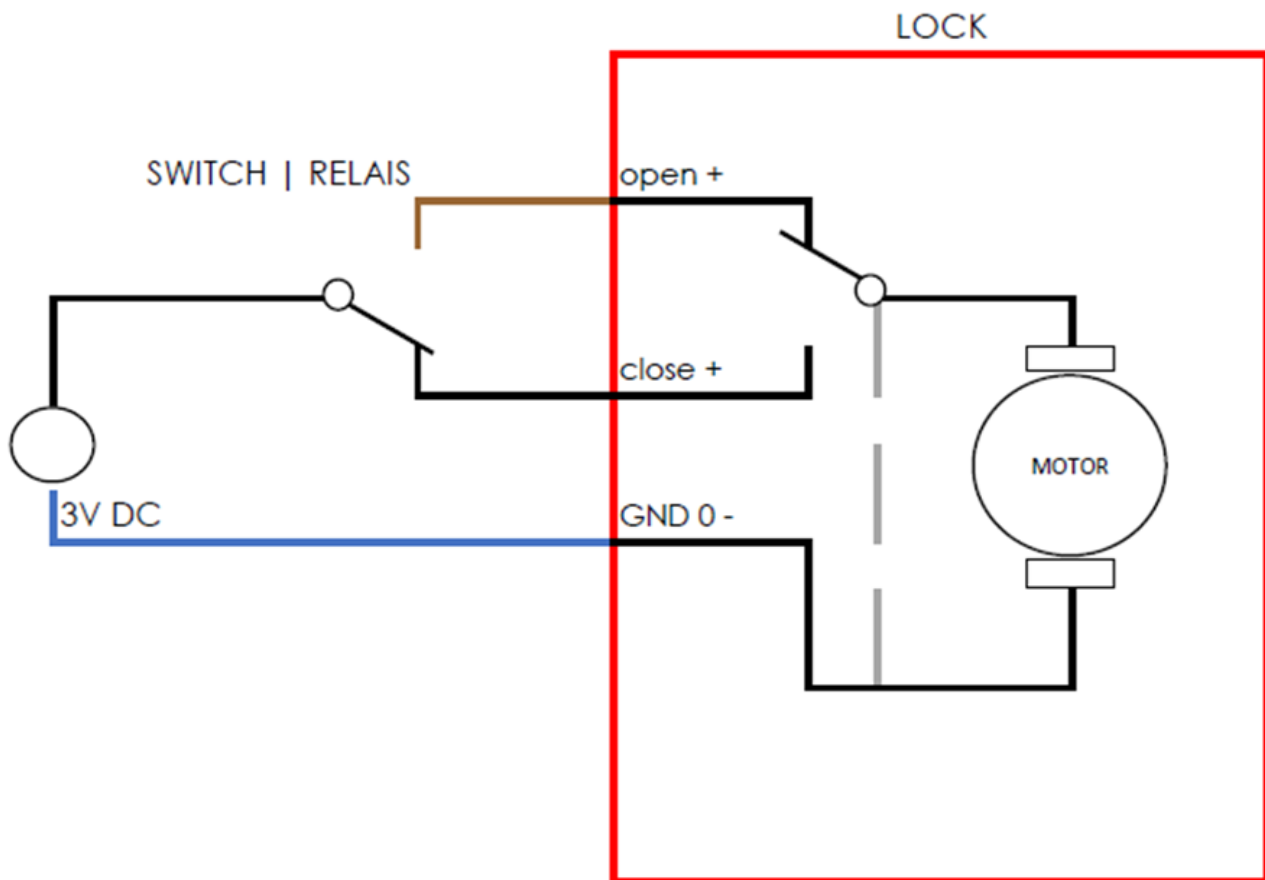 LOCK
SWITCH | RELAIS
open +
close +
MOTOR
3V DC
GND 0 -